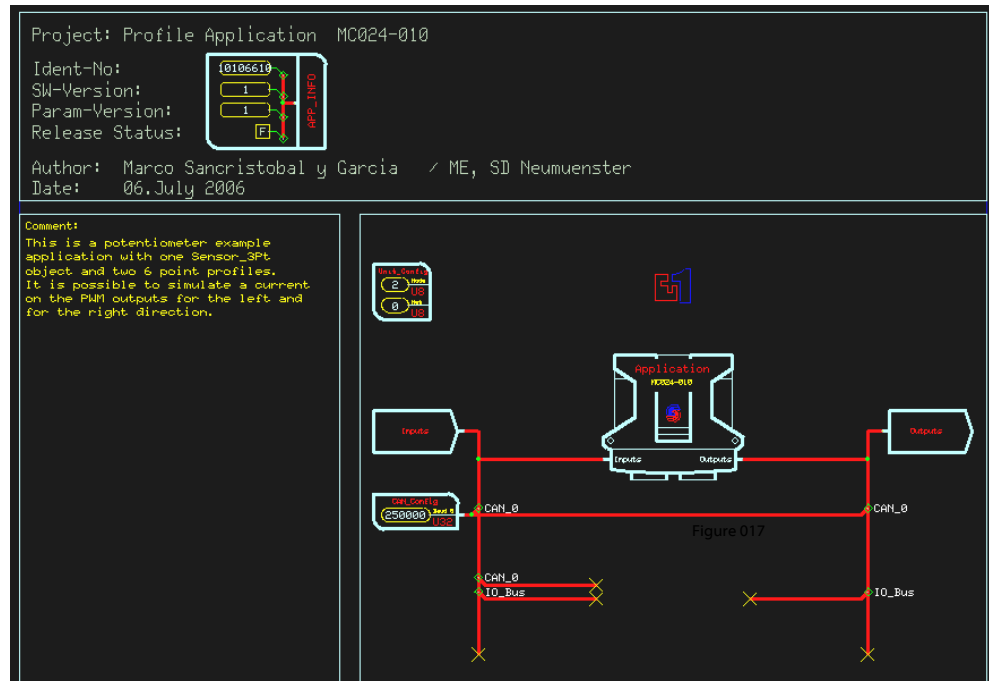 Project: Profile Application MC024-010
Ident-No:
10106610
SW-Version:
1
Param-Version:
1
Release Status:
F
APP_INFO
Author: Marco Sancristobal y Garcia / ME, SD Neumuenster
Date: 06.July 2006
Comment:
This is a potentiometer example
application with one Sensor_3Pt
object and two 6 point profiles.
It is possible to simulate a current
on the PWM outputs for the left and
for the right direction.
Unit_Config
2
U8
0
U8
Application
MC024-010
Inputs
Outputs
Inputs
Outputs
CAN_Config
250000
U32
CAN_0
CAN_0
Figure 017
CAN_0
IO_Bus
IO_Bus